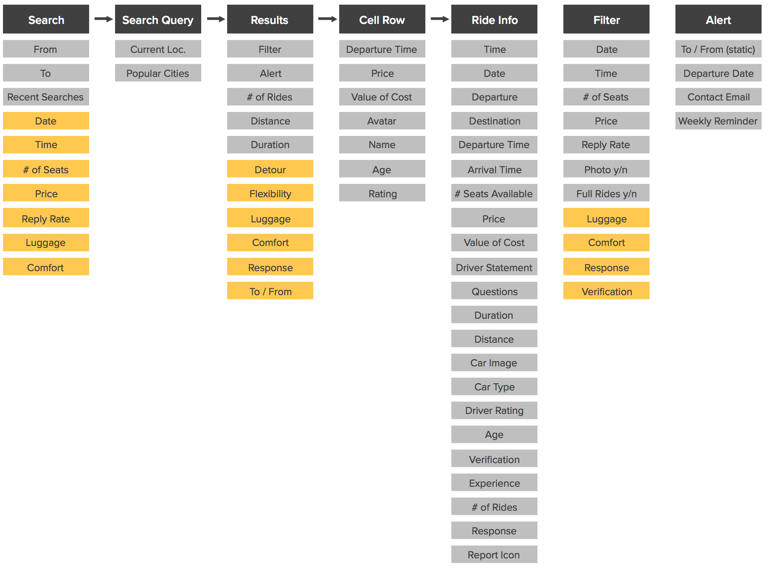 Search
From
To
Recent Searches
Date
Time
# of Seats
Price
Reply Rate
Luggage
Comfort
Search Query
Current Loc.
Popular Cities
Results
Filter
Alert
# of Rides
Distance
Duration
Detour
Flexibility
Luggage
Comfort
Response
To / From
Cell Row
Departure Time
Price
Value of Cost
Avatar
Name
Age
Rating
Ride Info
Time
Date
Departure
Destination
Departure Time
Arrival Time
# Seats Available
Price
Value of Cost
Driver Statement
Questions
Duration
Distance
Car Image
Car Type
Driver Rating
Age
Verification
Experience
# of Rides
Response
Report Icon
Filter
Date
Time
# of Seats
Price
Reply Rate
Photo y/n
Full Rides y/n
Luggage
Comfort
Response
Verification
Alert
To / From (static)
Departure Date
Contact Email
Weekly Reminder